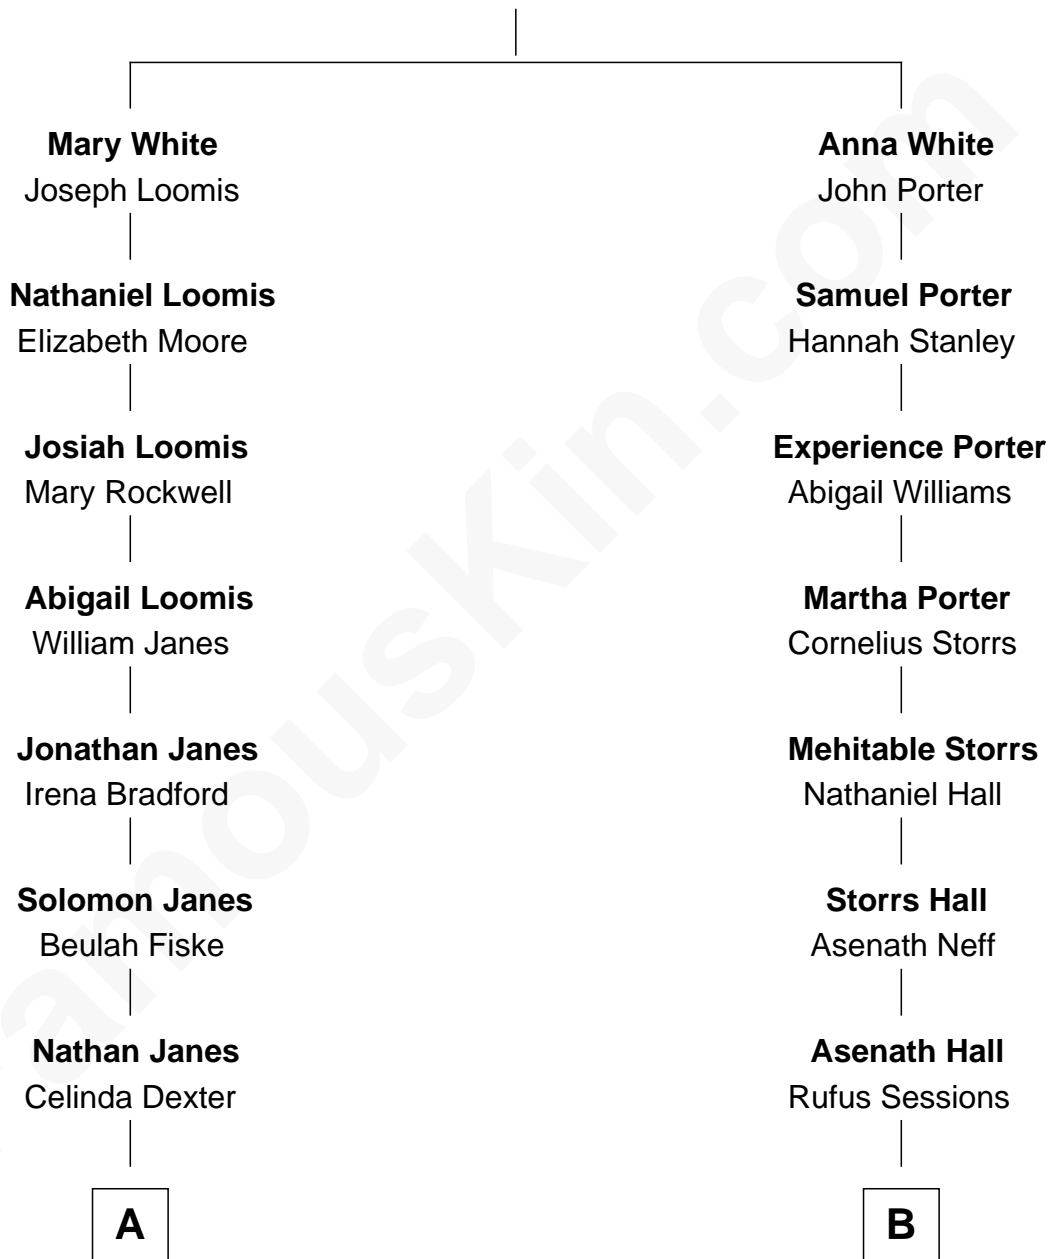 Mary White
Joseph Loomis
Nathaniel Loomis
Elizabeth Moore
Josiah Loomis
Mary Rockwell
Abigail Loomis
William Janes
Jonathan Janes
Irena Bradford
Solomon Janes
Beulah Fiske
Nathan Janes
Celinda Dexter
A
Anna White
John Porter
Samuel Porter
Hannah Stanley
Experience Porter
Abigail Williams
Martha Porter
Cornelius Storrs
Mehitable Storrs
Nathaniel Hall
Storrs Hall
Asenath Neff
Asenath Hall
Rufus Sessions
B
amouskin.com